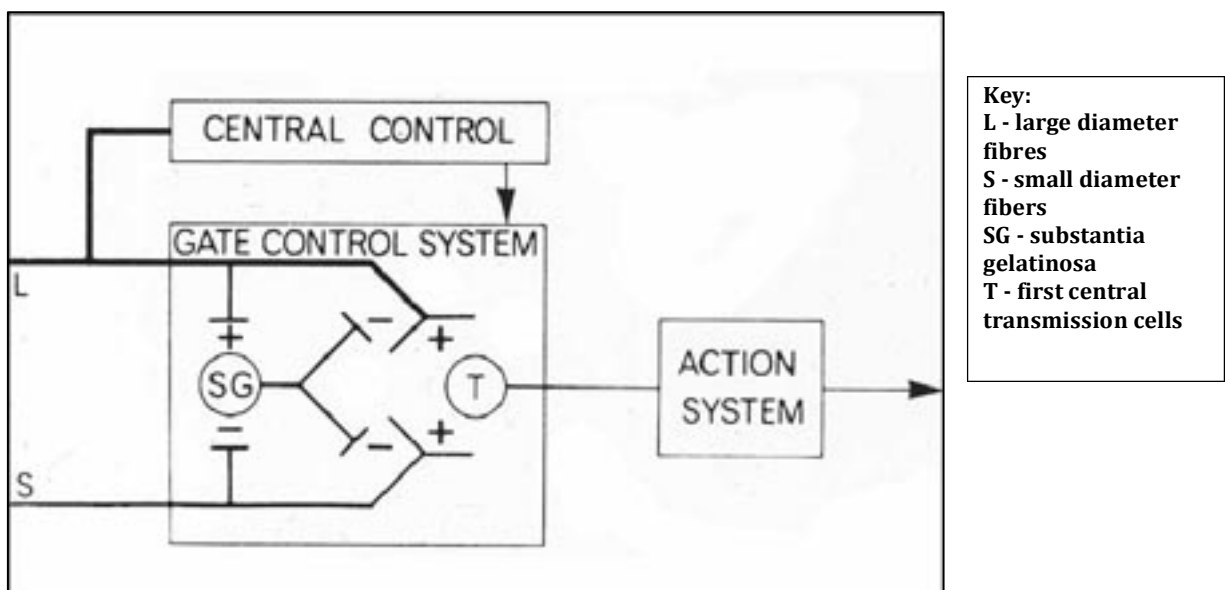 CENTRAL CONTROL
GATE CONTROL SYSTEM
L
+
-
+
SG
T
-
-
+
S
ACTION
SYSTEM
Key:
L - large diameter
fibres
S - small diameter
fibers
SG - substantia
gelatinosa
T - first central
transmission cells